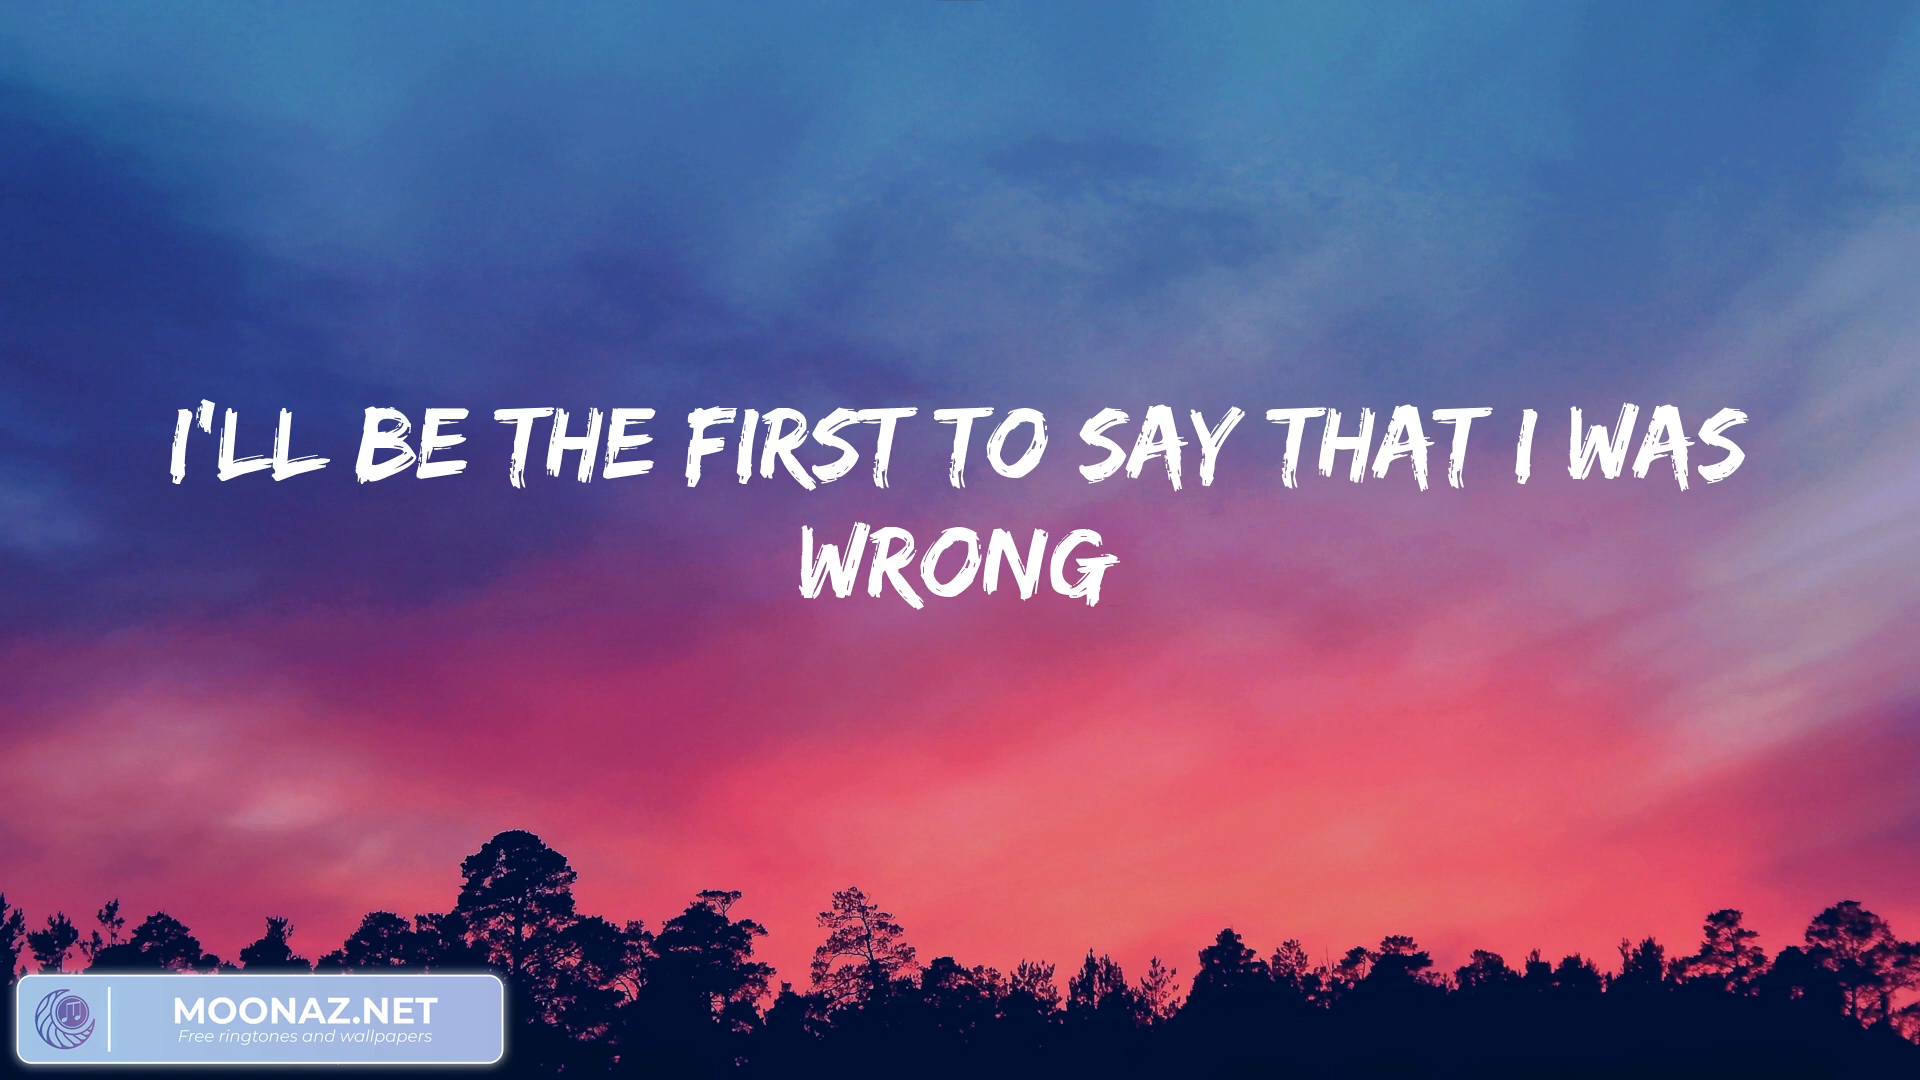 I'LL BE THE FIRST TO SAY THAT I WAS
WRONG
MOONAZ.NET
Free ringtones and wallpapers